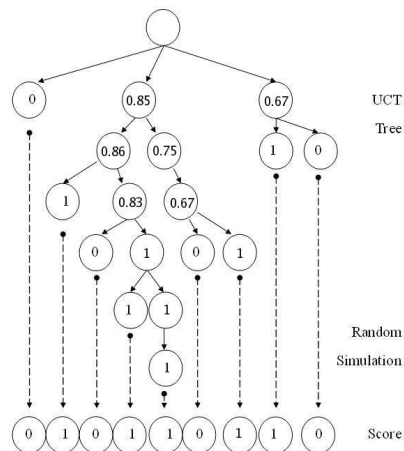 0 0.85 0.67 UCT
Tree
0.86 0.75 1 0
1 0.83 0.67
0 1 0 1
1 1
Random
1 Simulation
0 1 0 1 1 0 1 1 0 Score